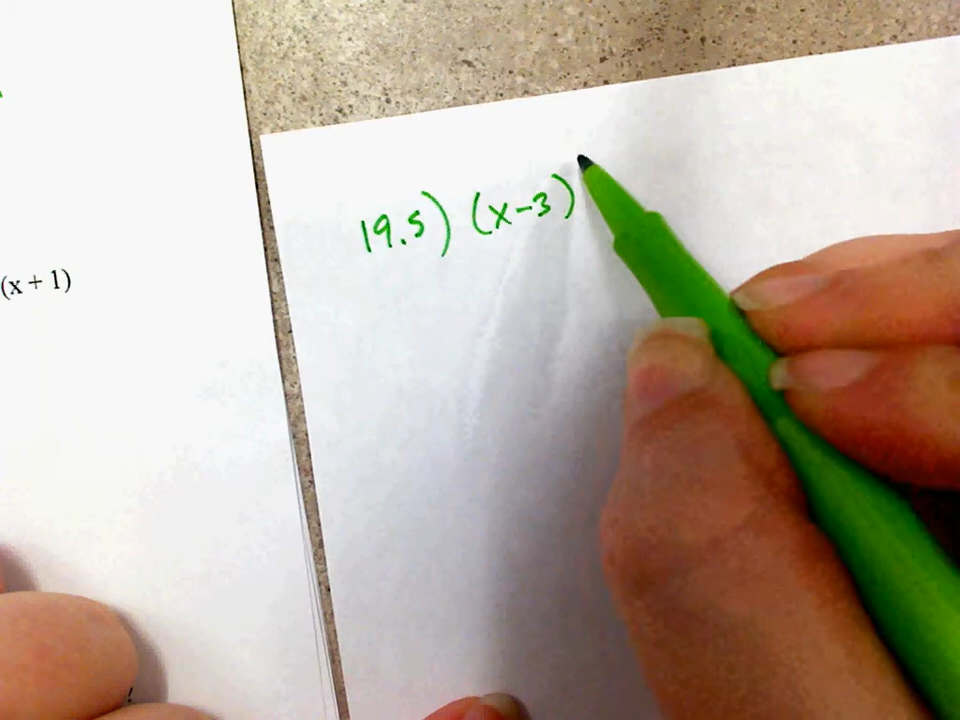 19.5) (x-3)
(x + 1)